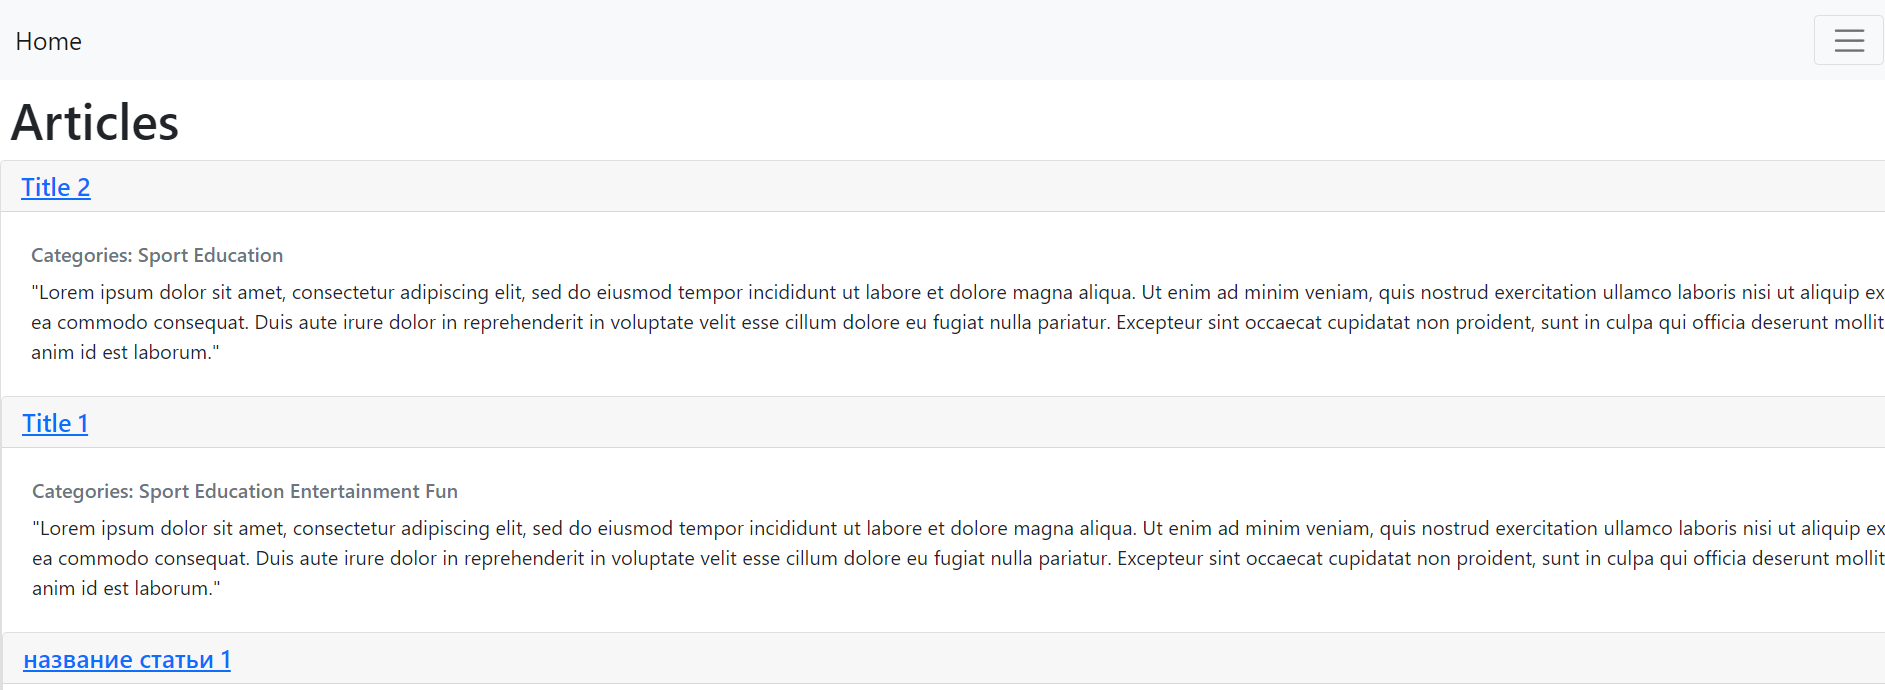 Home
Articles
Title 2
Categories: Sport Education
"Lorem ipsum dolor sit amet, consectetur adipiscing elit, sed do eiusmod tempor incididunt ut labore et dolore magna aliqua. Ut enim ad minim veniam, quis nostrud exercitation ullamco laboris nisi ut aliquip ex
ea commodo consequat. Duis aute irure dolor in reprehenderit in voluptate velit esse cillum dolore eu fugiat nulla pariatur. Excepteur sint occaecat cupidatat non proident, sunt in culpa qui officia deserunt mollit
anim id est laborum."
Title 1
Categories: Sport Education Entertainment Fun
"Lorem ipsum dolor sit amet, consectetur adipiscing elit, sed do eiusmod tempor incididunt ut labore et dolore magna aliqua. Ut enim ad minim veniam, quis nostrud exercitation ullamco laboris nisi ut aliquip ex
ea commodo consequat. Duis aute irure dolor in reprehenderit in voluptate velit esse cillum dolore eu fugiat nulla pariatur. Excepteur sint occaecat cupidatat non proident, sunt in culpa qui officia deserunt mollit
anim id est laborum."
название статьи 1